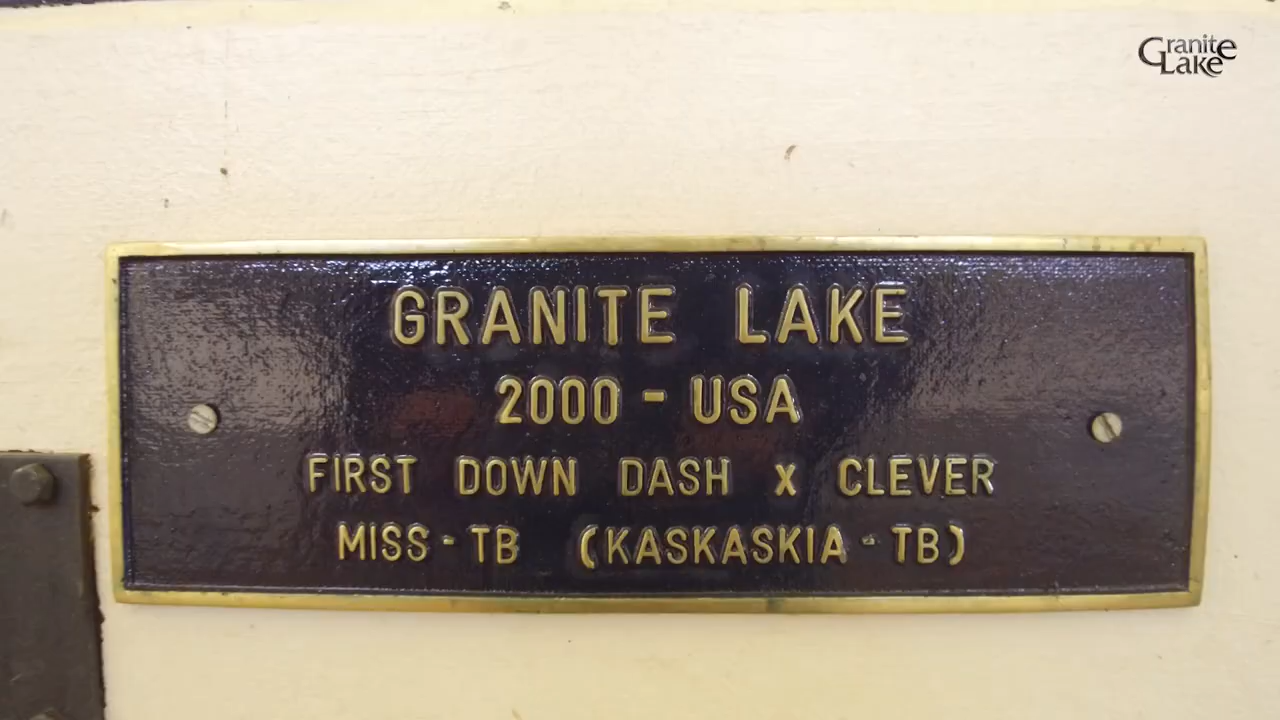 Granite
Lake
GRANITE LAKE
2000 - USA
FIRST DOWN DASH X CLEVER
MISS - TB (KASKASKIA - TB)